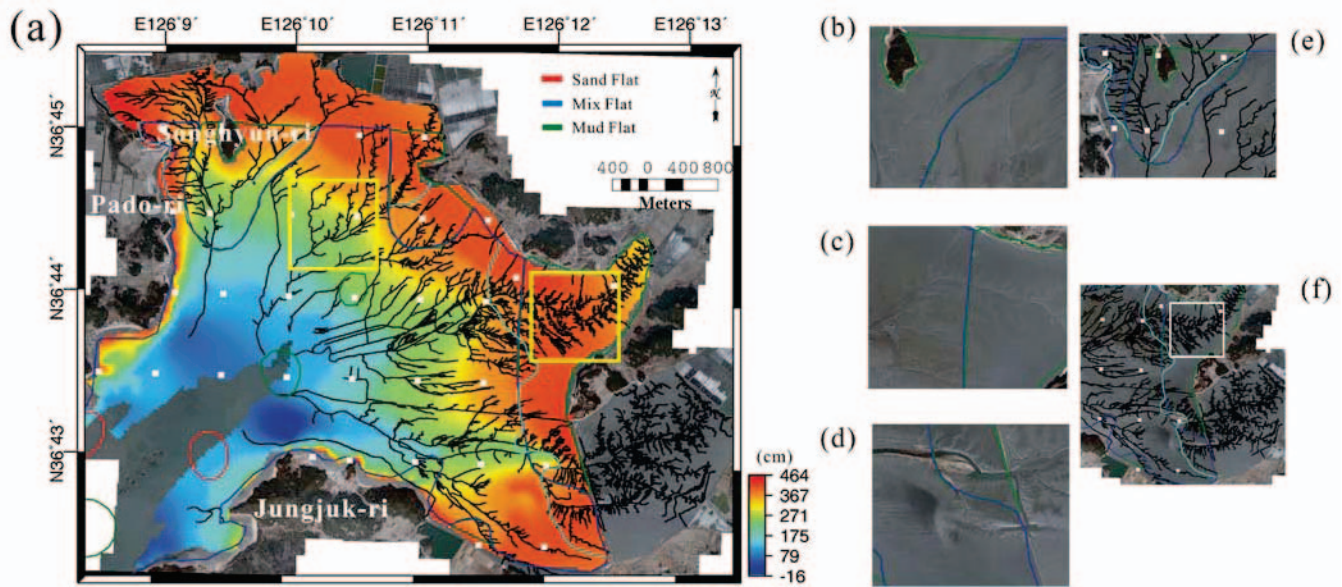 (a)
E126°9´ E126°10´ E126°11´ E126°12´ E126°13´
N36°45´
N36°44´
N36°43´
Sand Flat
Mix Flat
Mud Flat
N
400 0 400 800
Meters
Sunghyun-ri
Pado-ri
Jungjuk-ri
(cm)
464
367
271
175
79
-16
(b)
(e)
(c)
(f)
(d)